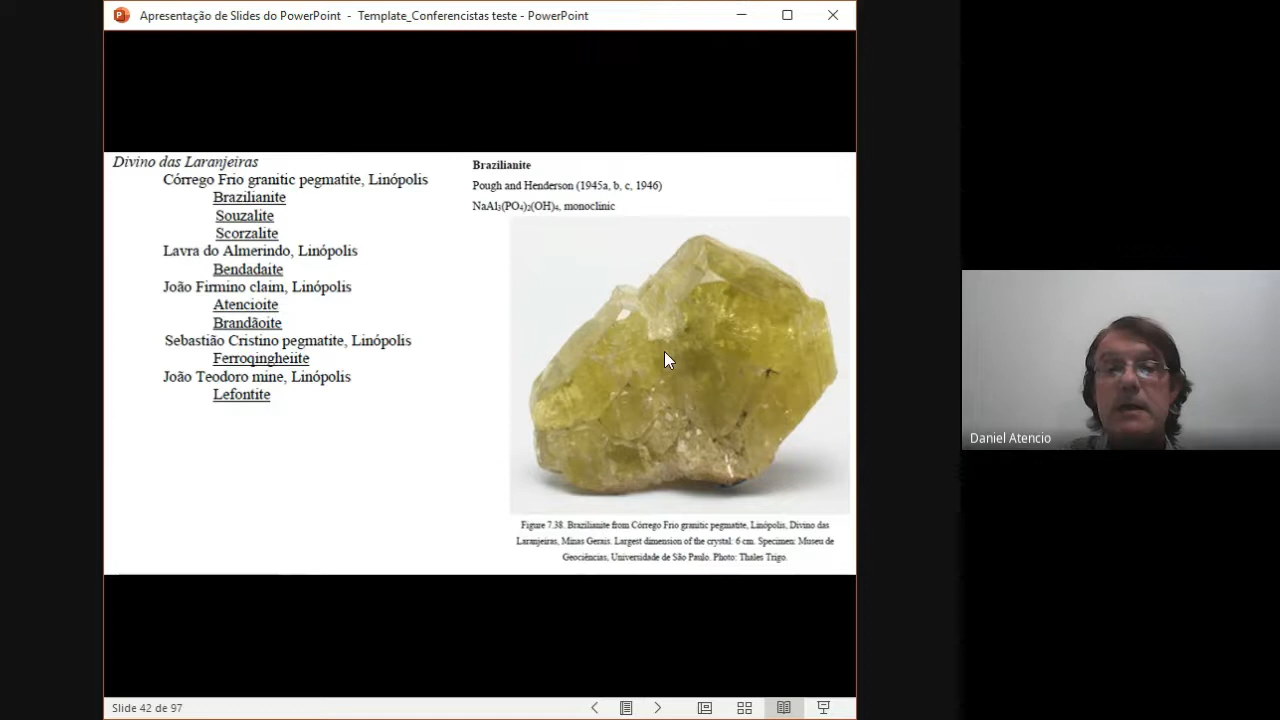 Apresentação de Slides do PowerPoint - Template_Conferencistas teste - PowerPoint
Divino das Laranjeiras
Córrego Frio granitic pegmatite, Linópolis
Brazilianite
Souzalite
Scorzalite
Lavra do Almerindo, Linópolis
Bendadaite
João Firmino claim, Linópolis
Atencioite
Brandãoite
Sebastião Cristino pegmatite, Linópolis
Ferroqingheiite
João Teodoro mine, Linópolis
Lefontite
Brazilianite
Pough and Henderson (1945a, b, c, 1946)
NaAl₃(PO₄)₂(OH)₄, monoclinic
Figure 7.38. Brazilianite from Córrego Frio granitic pegmatite, Linópolis, Divino das
Laranjeiras, Minas Gerais. Largest dimension of the crystal: 6 cm. Specimen: Museu de
Geociências, Universidade de São Paulo. Photo: Thales Trigo.
Daniel Atencio
Slide 42 de 97